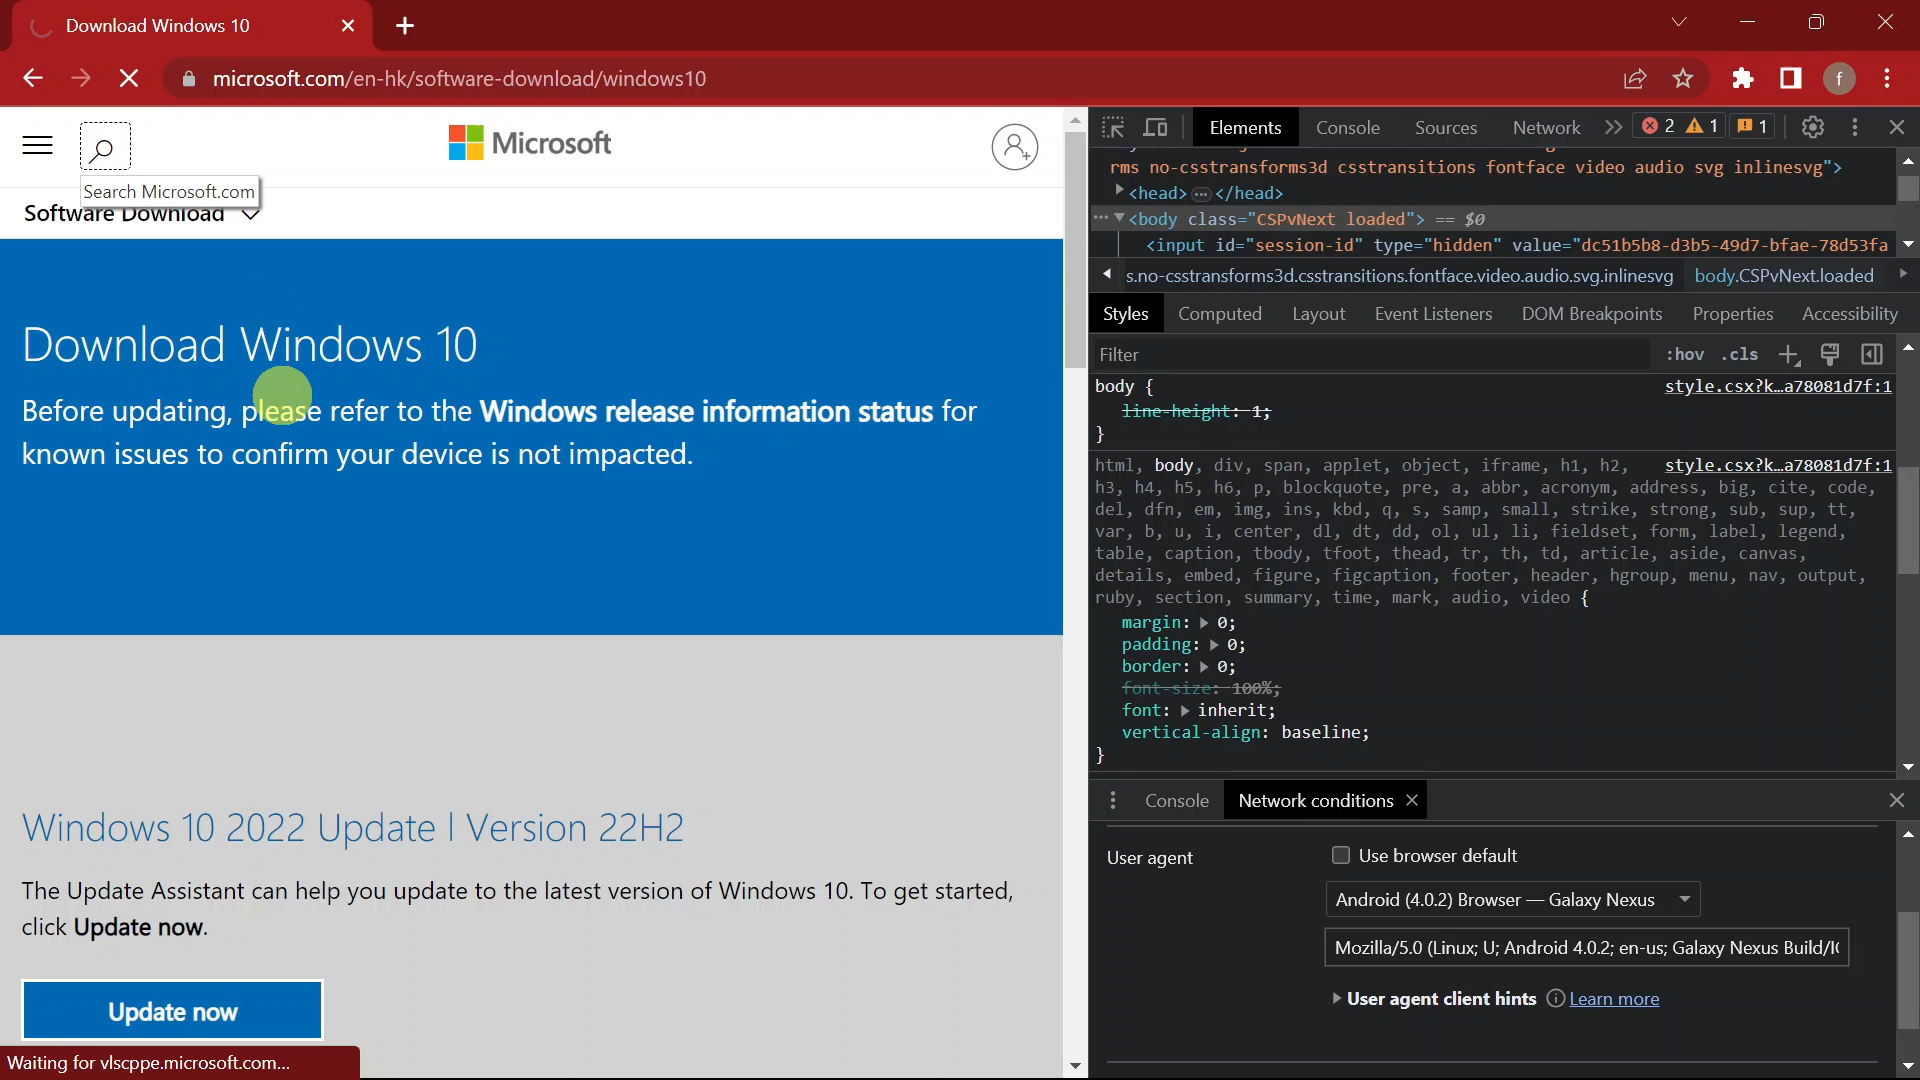 Download Windows 10
microsoft.com/en-hk/software-download/windows10
f
Microsoft
Search Microsoft.com
Software Download
Download Windows 10
Before updating, please refer to the Windows release information status for
known issues to confirm your device is not impacted.
Windows 10 2022 Update | Version 22H2
The Update Assistant can help you update to the latest version of Windows 10. To get started,
click Update now.
Update now
Waiting for vlscppe.microsoft.com...
Elements Console Sources Network 2 1 1
rms no-csstransforms3d csstransitions fontface video audio svg inlinesvg">
<head> … </head>
<body class="CSPvNext loaded"> == $0
<input id="session-id" type="hidden" value="dc51b5b8-d3b5-49d7-bfae-78d53fa
s.no-csstransforms3d.csstransitions.fontface.video.audio.svg.inlinesvg body.CSPvNext.loaded
Styles Computed Layout Event Listeners DOM Breakpoints Properties Accessibility
Filter :hov .cls
body { style.csx?k…a78081d7f:1
line-height: 1;
}
html, body, div, span, applet, object, iframe, h1, h2, style.csx?k…a78081d7f:1
h3, h4, h5, h6, p, blockquote, pre, a, abbr, acronym, address, big, cite, code,
del, dfn, em, img, ins, kbd, q, s, samp, small, strike, strong, sub, sup, tt,
var, b, u, i, center, dl, dt, dd, ol, ul, li, fieldset, form, label, legend,
table, caption, tbody, tfoot, thead, tr, th, td, article, aside, canvas,
details, embed, figure, figcaption, footer, header, hgroup, menu, nav, output,
ruby, section, summary, time, mark, audio, video {
margin: 0;
padding: 0;
border: 0;
font-size: 100%;
font: inherit;
vertical-align: baseline;
}
Console Network conditions
User agent Use browser default
Android (4.0.2) Browser — Galaxy Nexus
Mozilla/5.0 (Linux; U; Android 4.0.2; en-us; Galaxy Nexus Build/I
User agent client hints Learn more